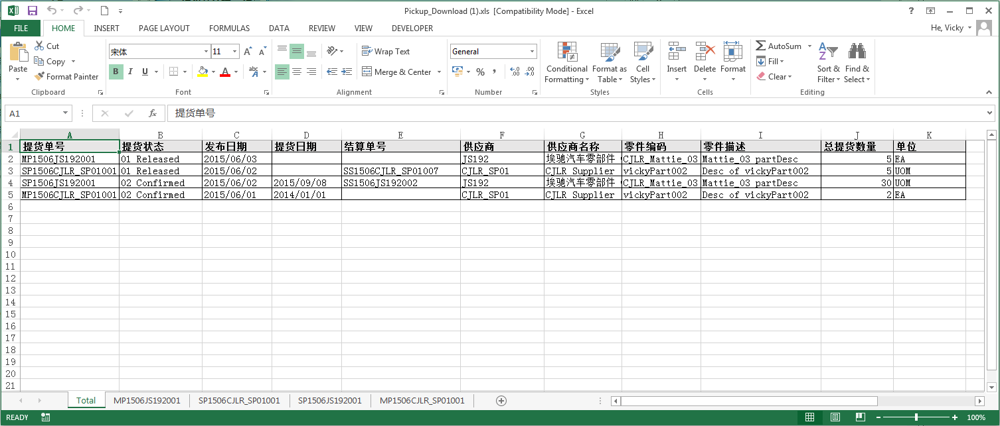 Pickup_Download (1).xls [Compatibility Mode] - Excel
FILE HOME INSERT PAGE LAYOUT FORMULAS DATA REVIEW VIEW DEVELOPER He, Vicky
Paste Cut Copy Format Painter
宋体 11 B I U abc
Wrap Text Merge & Center
General %
Conditional Formatting Format as Table Cell Styles
Insert Delete Format
AutoSum Fill Clear Sort & Filter Find & Select
Clipboard Font Alignment Number Styles Cells Editing
A1 fx 提货单号
A B C D E F G H I J K
1 提货单号 提货状态 发布日期 提货日期 结算单号 供应商 供应商名称 零件编码 零件描述 总提货数量 单位
2 MP1506JS192001 01 Released 2015/06/03 JS192 埃驰汽车零部件 CJLR_Mattie_03 Mattie_03 partDesc 5 EA
3 SP1506CJLR_SP01001 01 Released 2015/06/02 SS1506CJLR_SP01007 CJLR_SP01 CJLR Supplier vickyPart002 Desc of vickyPart002 5 UOM
4 SP1506JS192001 02 Confirmed 2015/06/02 2015/09/08 SS1506JS192002 JS192 埃驰汽车零部件 CJLR_Mattie_03 Mattie_03 partDesc 30 UOM
5 MP1506CJLR_SP01001 02 Confirmed 2015/06/01 2014/01/01 CJLR_SP01 CJLR Supplier vickyPart002 Desc of vickyPart002 2 EA
6
7
8
9
10
11
12
13
14
15
16
17
18
19
20
21
Total MP1506JS192001 SP1506CJLR_SP01001 SP1506JS192001 MP1506CJLR_SP01001
READY 100%